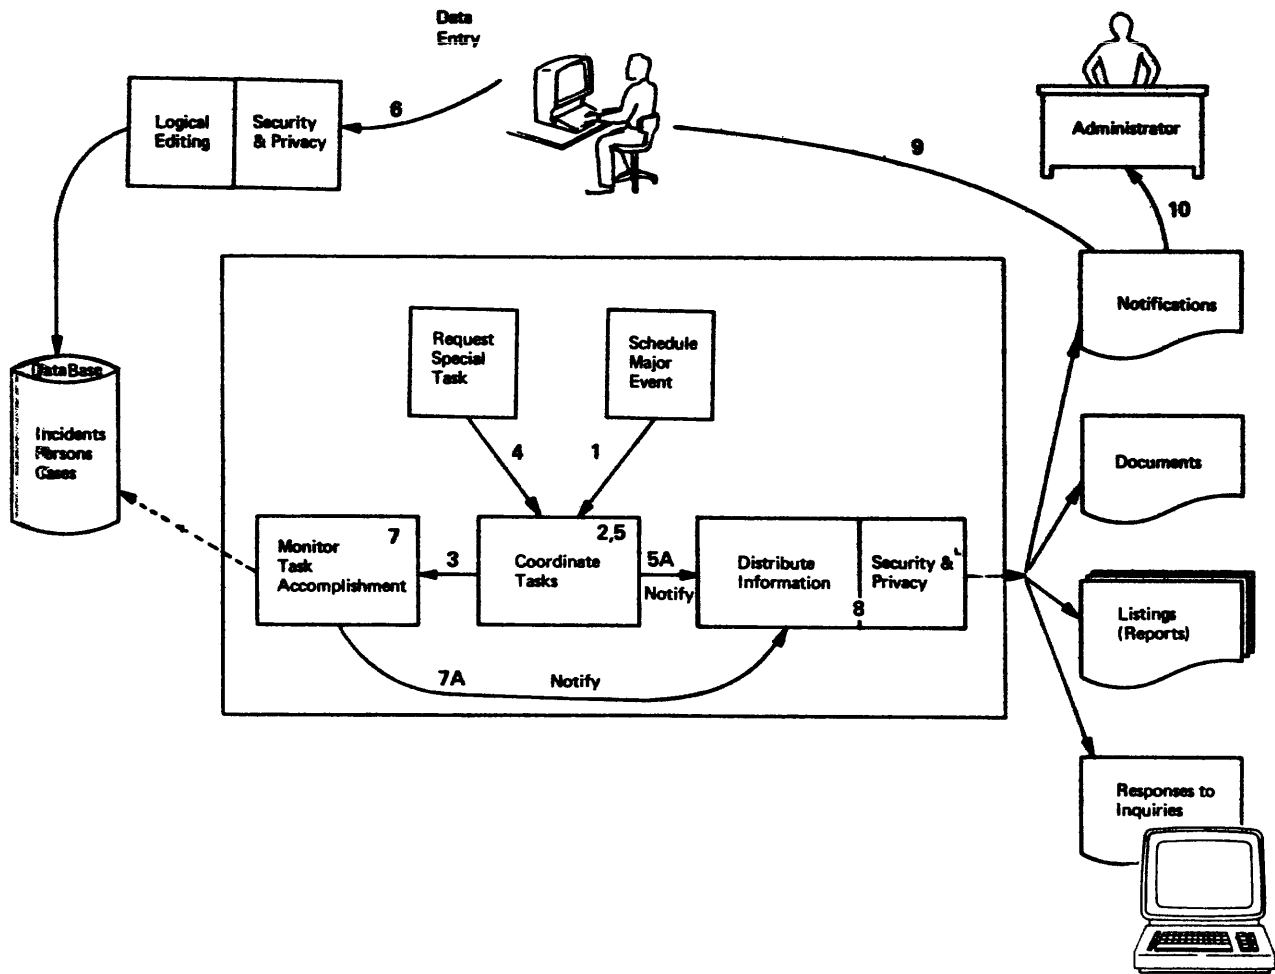 Data
Entry
6
Logical
Editing
Security
& Privacy
9
Administrator
10
Notifications
Request
Special
Task
Schedule
Major
Event
Data Base
Incidents
Persons
Cases
4
1
Documents
Monitor
Task
Accomplishment
7
3
Coordinate
Tasks
2,5
5A
Notify
Distribute
Information
8
Security &
Privacy
Listings
(Reports)
7A
Notify
Responses to
Inquiries